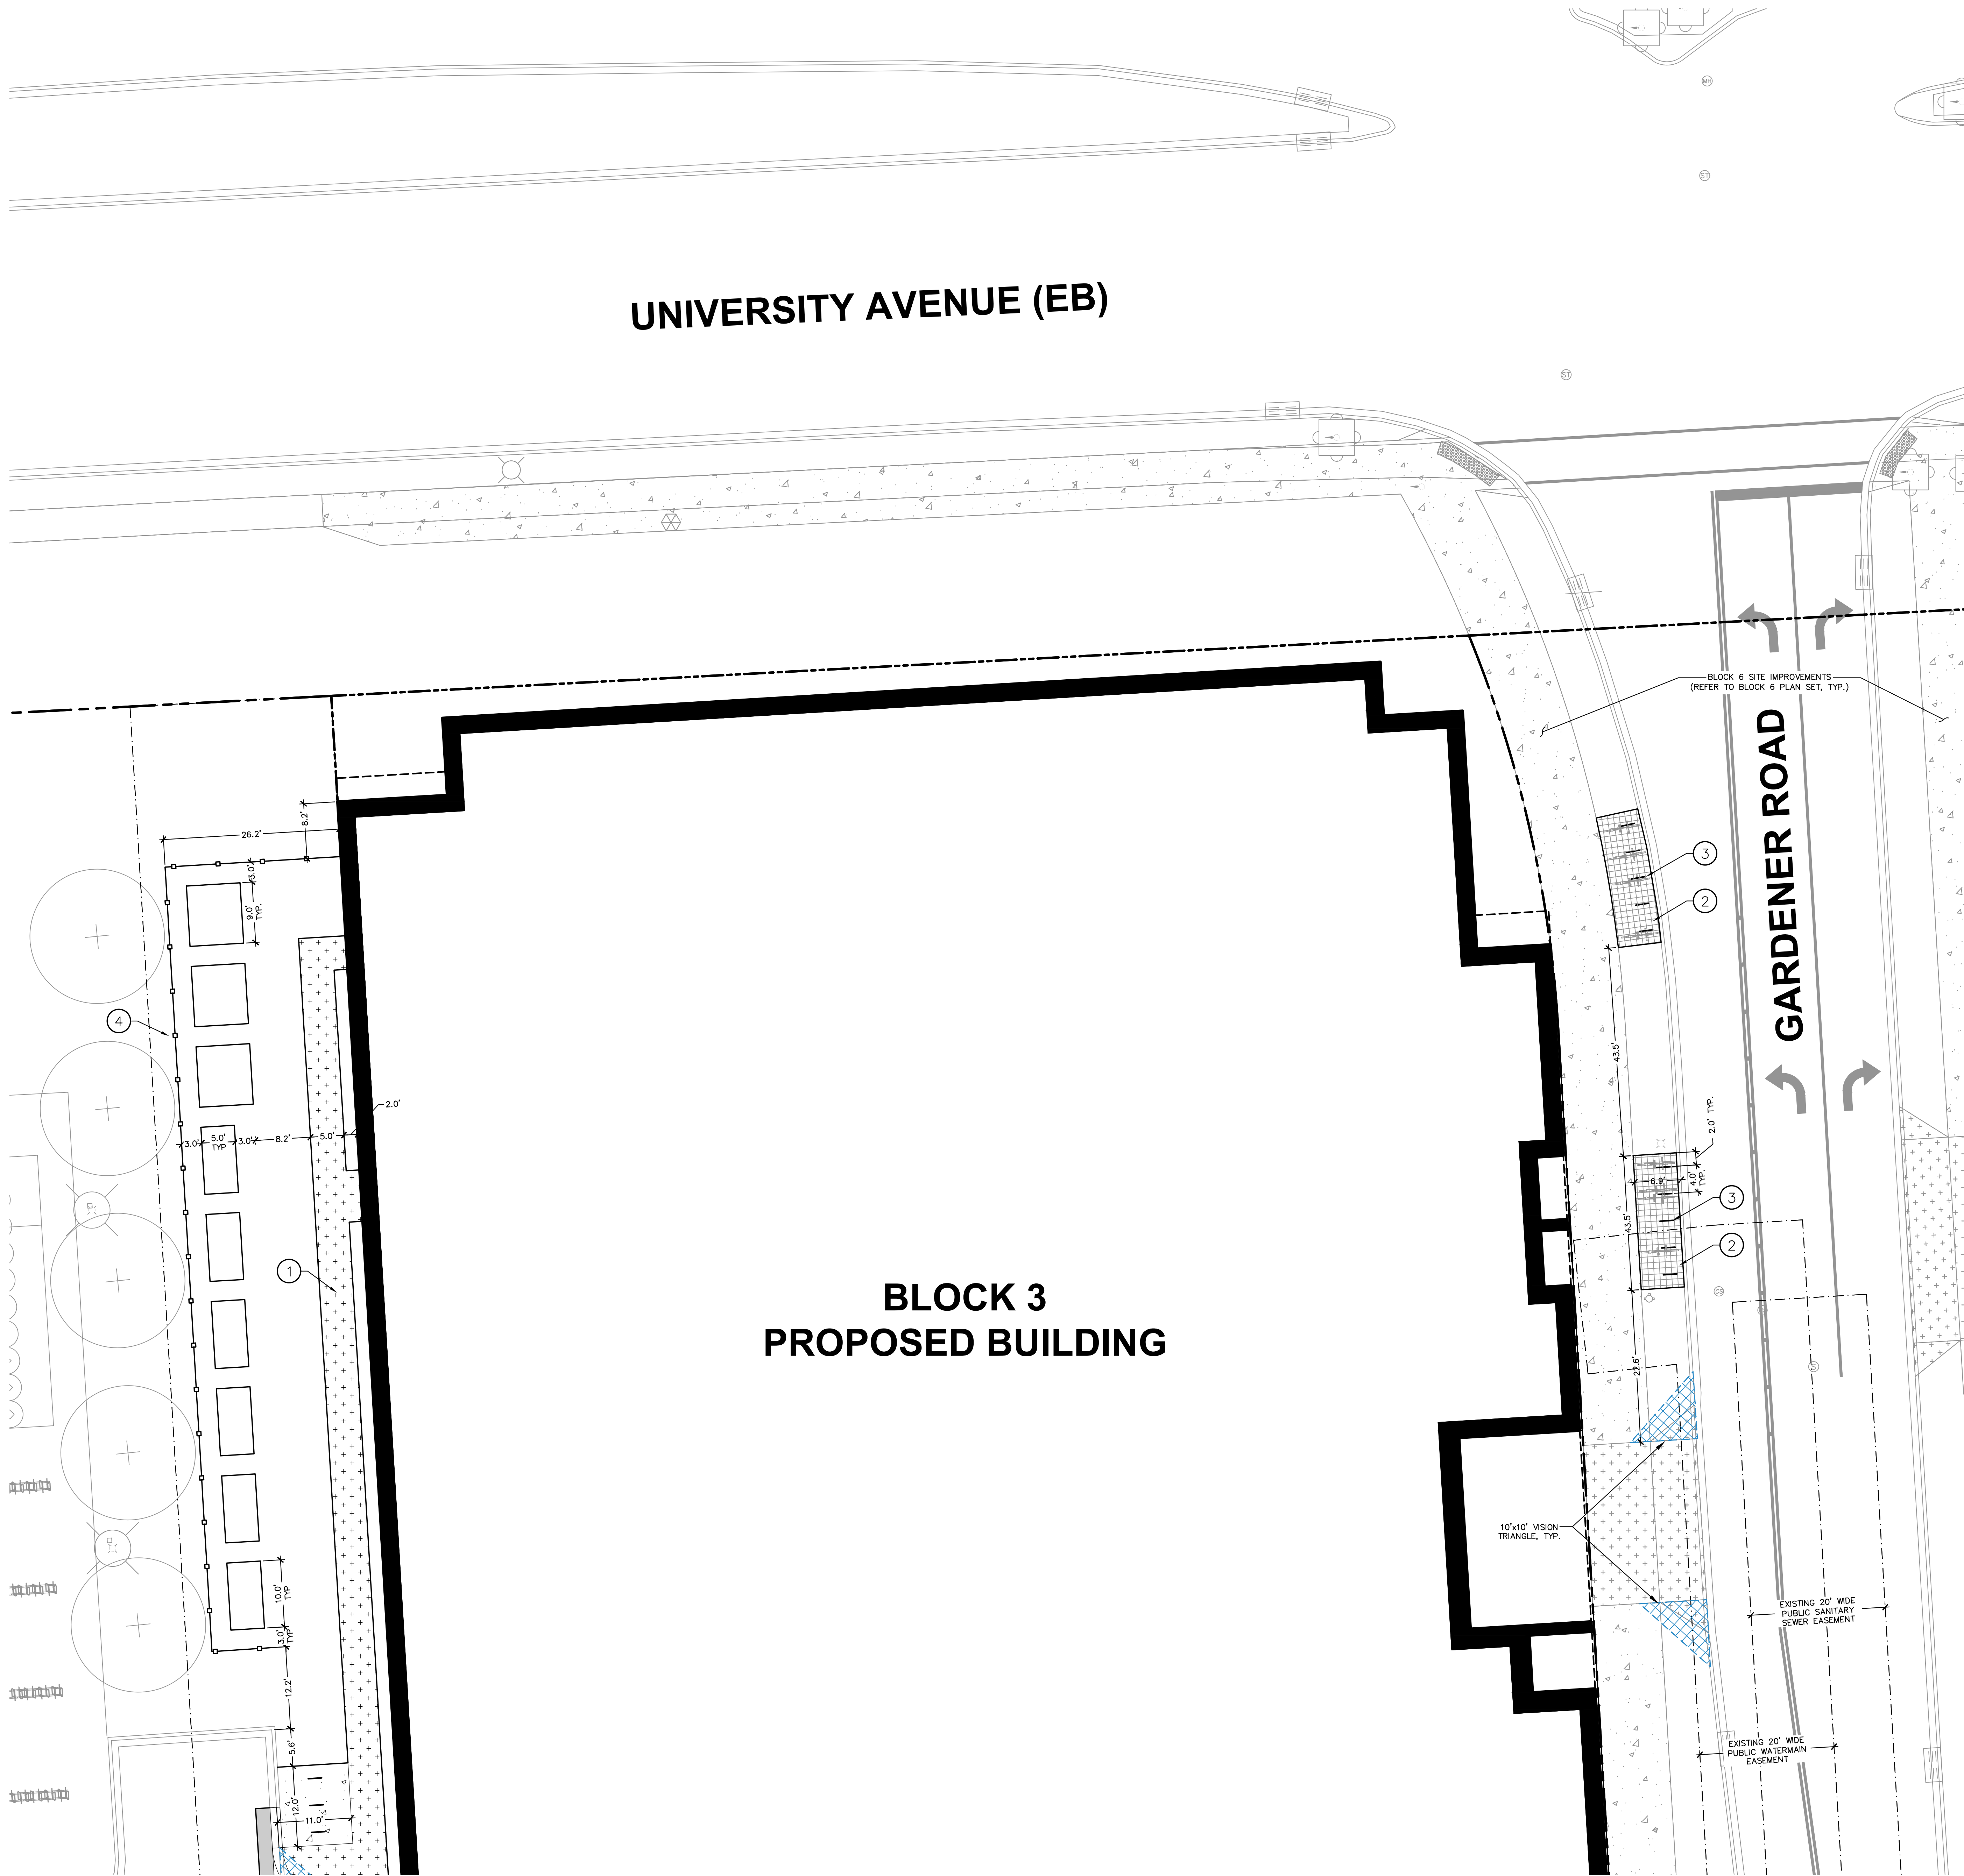 MH
ST
UNIVERSITY AVENUE (EB)
ST
BLOCK 6 SITE IMPROVEMENTS
(REFER TO BLOCK 6 PLAN SET, TYP.)
GARDENER ROAD
8.2'
26.2'
3.0'
9.0'
TYP.
3
2
4
2.0'
43.5'
3.0'
5.0'
TYP
3.0'
8.2'
5.0'
2.0' TYP.
6.9'
4.0'
TYP.
3
43.5'
2
1
BLOCK 3
PROPOSED BUILDING
CS
S
22.6'
10'x10' VISION
TRIANGLE, TYP.
10.0'
TYP
3.0'
TYP
EXISTING 20' WIDE
PUBLIC SANITARY
SEWER EASEMENT
12.2'
5.6'
EXISTING 20' WIDE
PUBLIC WATERMAIN
EASEMENT
12.0'
11.0'